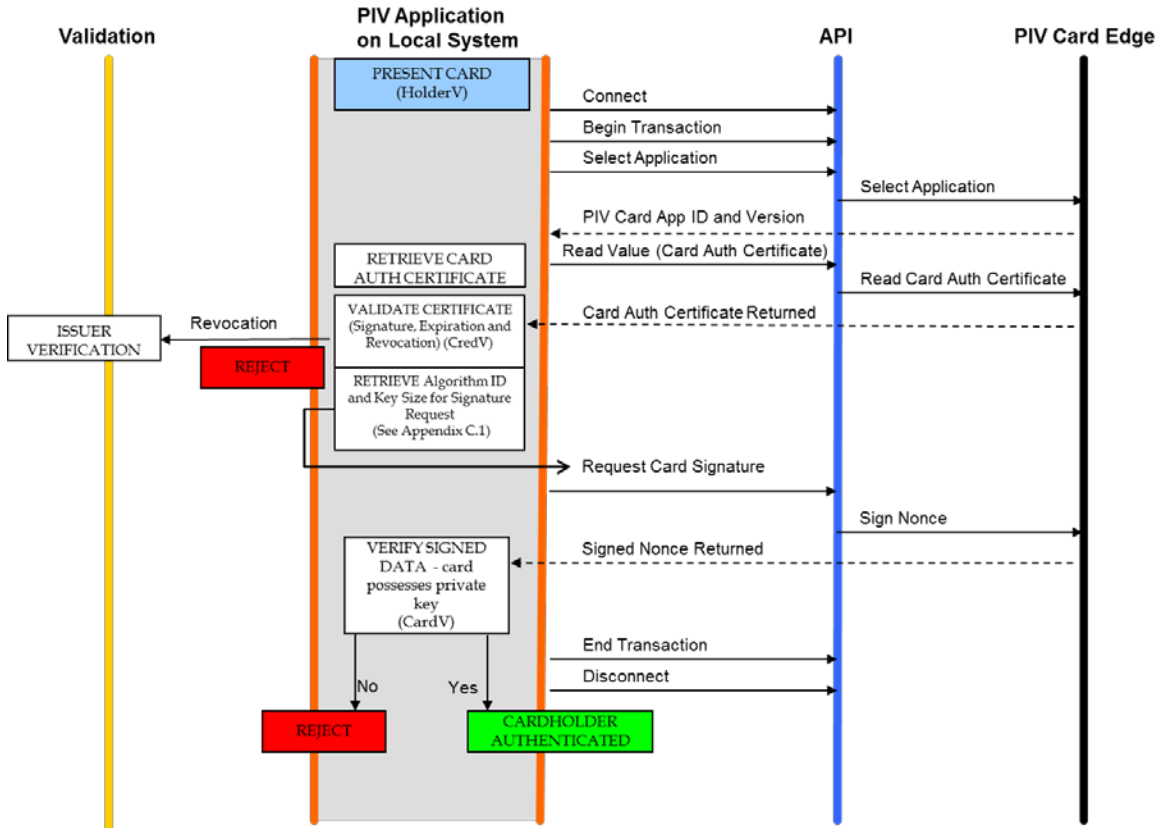 Validation
PIV Application
on Local System
API
PIV Card Edge
PRESENT CARD
(HolderV)
Connect
Begin Transaction
Select Application
Select Application
PIV Card App ID and Version
RETRIEVE CARD
AUTH CERTIFICATE
Read Value (Card Auth Certificate)
Read Card Auth Certificate
VALIDATE CERTIFICATE
(Signature, Expiration and
Revocation) (CredV)
Card Auth Certificate Returned
Revocation
ISSUER
VERIFICATION
REJECT
RETRIEVE Algorithm ID
and Key Size for Signature
Request
(See Appendix C.1)
Request Card Signature
Sign Nonce
VERIFY SIGNED
DATA - card
possesses private
key
(CardV)
Signed Nonce Returned
End Transaction
Disconnect
No
Yes
REJECT
CARDHOLDER
AUTHENTICATED